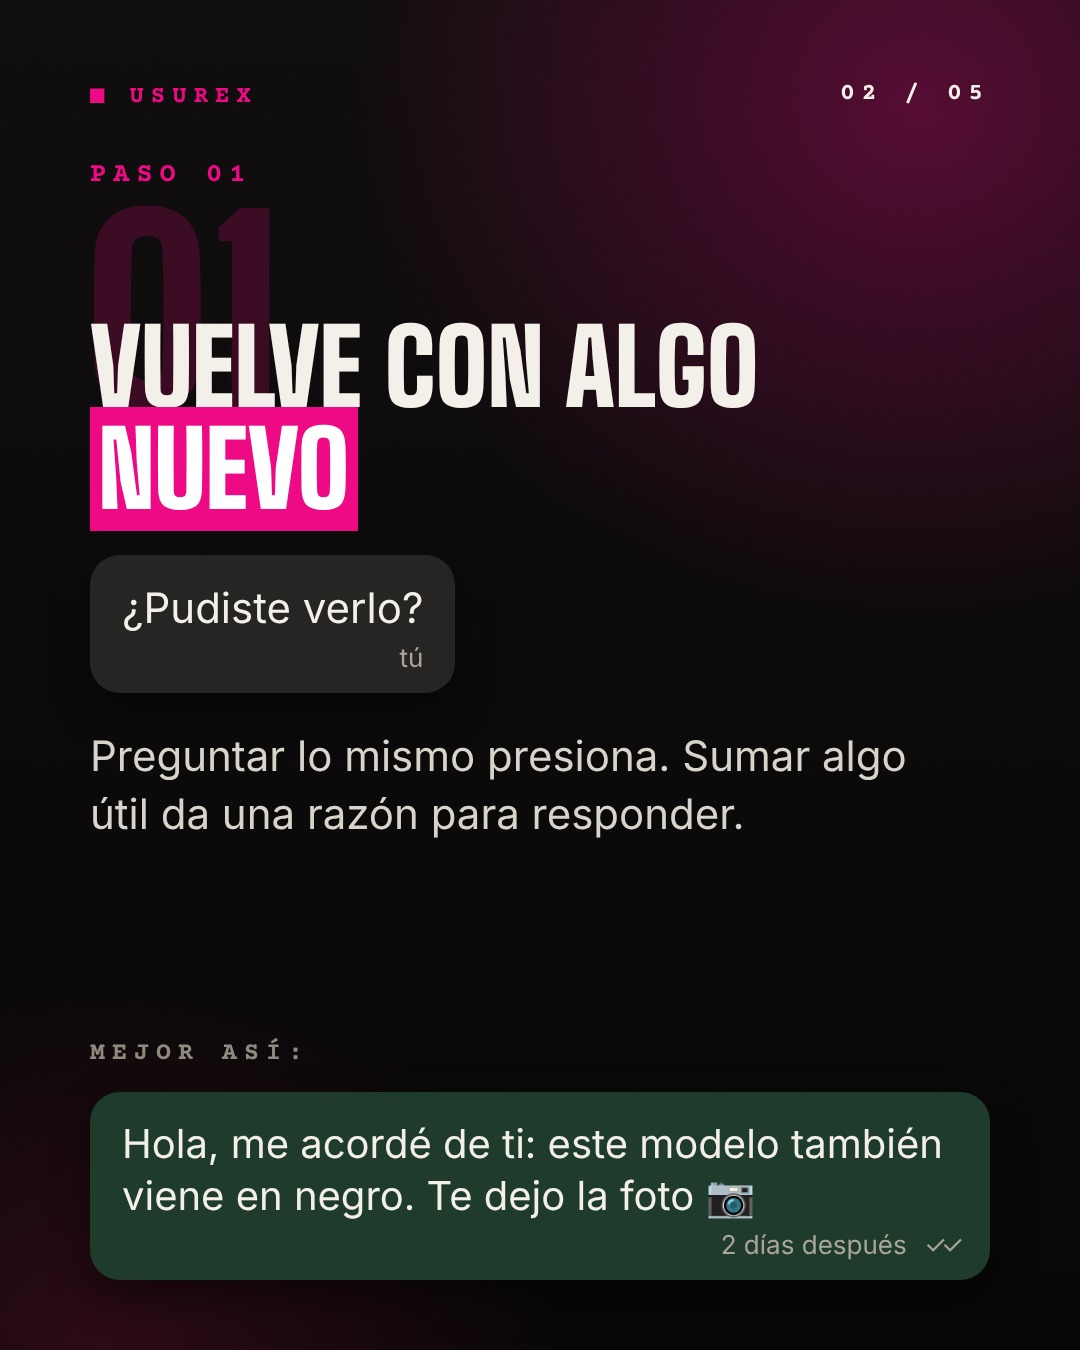 USUREX
02 / 05
PASO 01
01
VUELVE CON ALGO
NUEVO
¿Pudiste verlo?
tú
Preguntar lo mismo presiona. Sumar algo
útil da una razón para responder.
MEJOR ASÍ:
Hola, me acordé de ti: este modelo también
viene en negro. Te dejo la foto 📷
2 días después